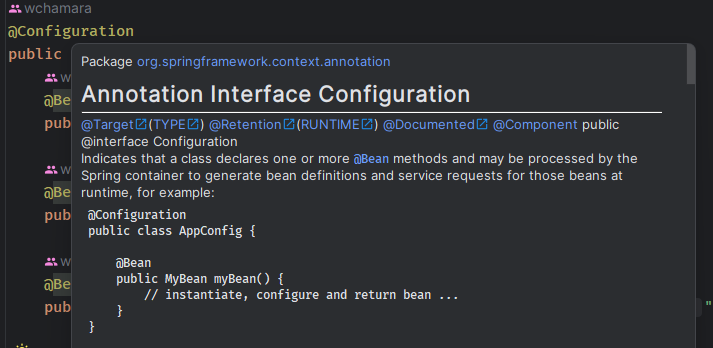 wchamara
@Configuration
public
Package org.springframework.context.annotation
Annotation Interface Configuration
@Target(TYPE) @Retention(RUNTIME) @Documented @Component public
@interface Configuration
Indicates that a class declares one or more @Bean methods and may be processed by the
Spring container to generate bean definitions and service requests for those beans at
runtime, for example:
@Configuration
public class AppConfig {
@Bean
public MyBean myBean() {
// instantiate, configure and return bean ...
}
}
w
@Be
pub
w
@Be
pub
w
@Be
pub "